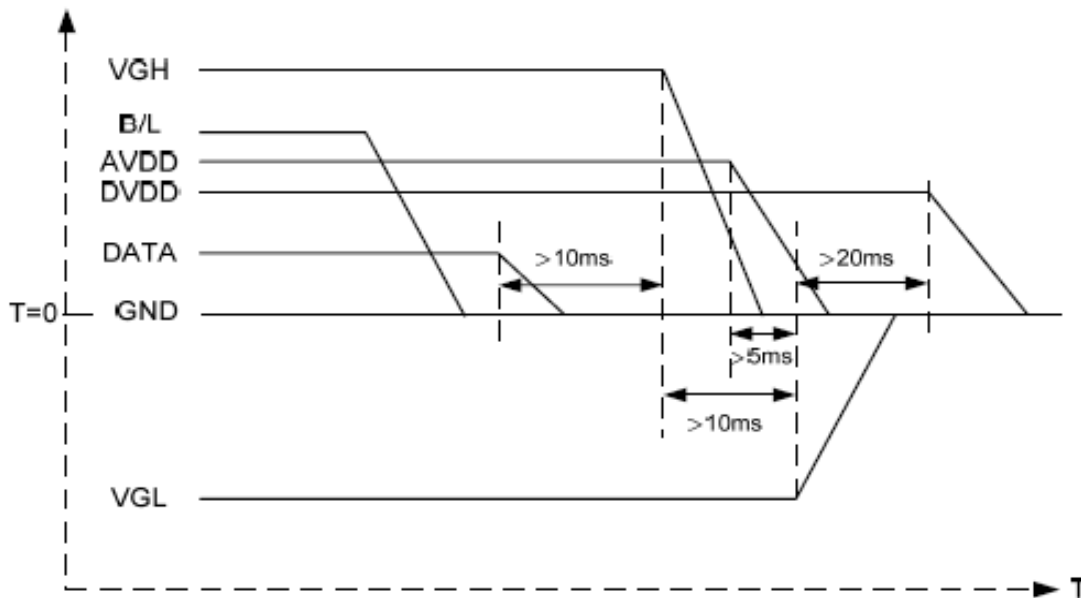 VGH
B/L
AVDD
DVDD
DATA
>10ms
>20ms
T=0
GND
>5ms
>10ms
VGL
T